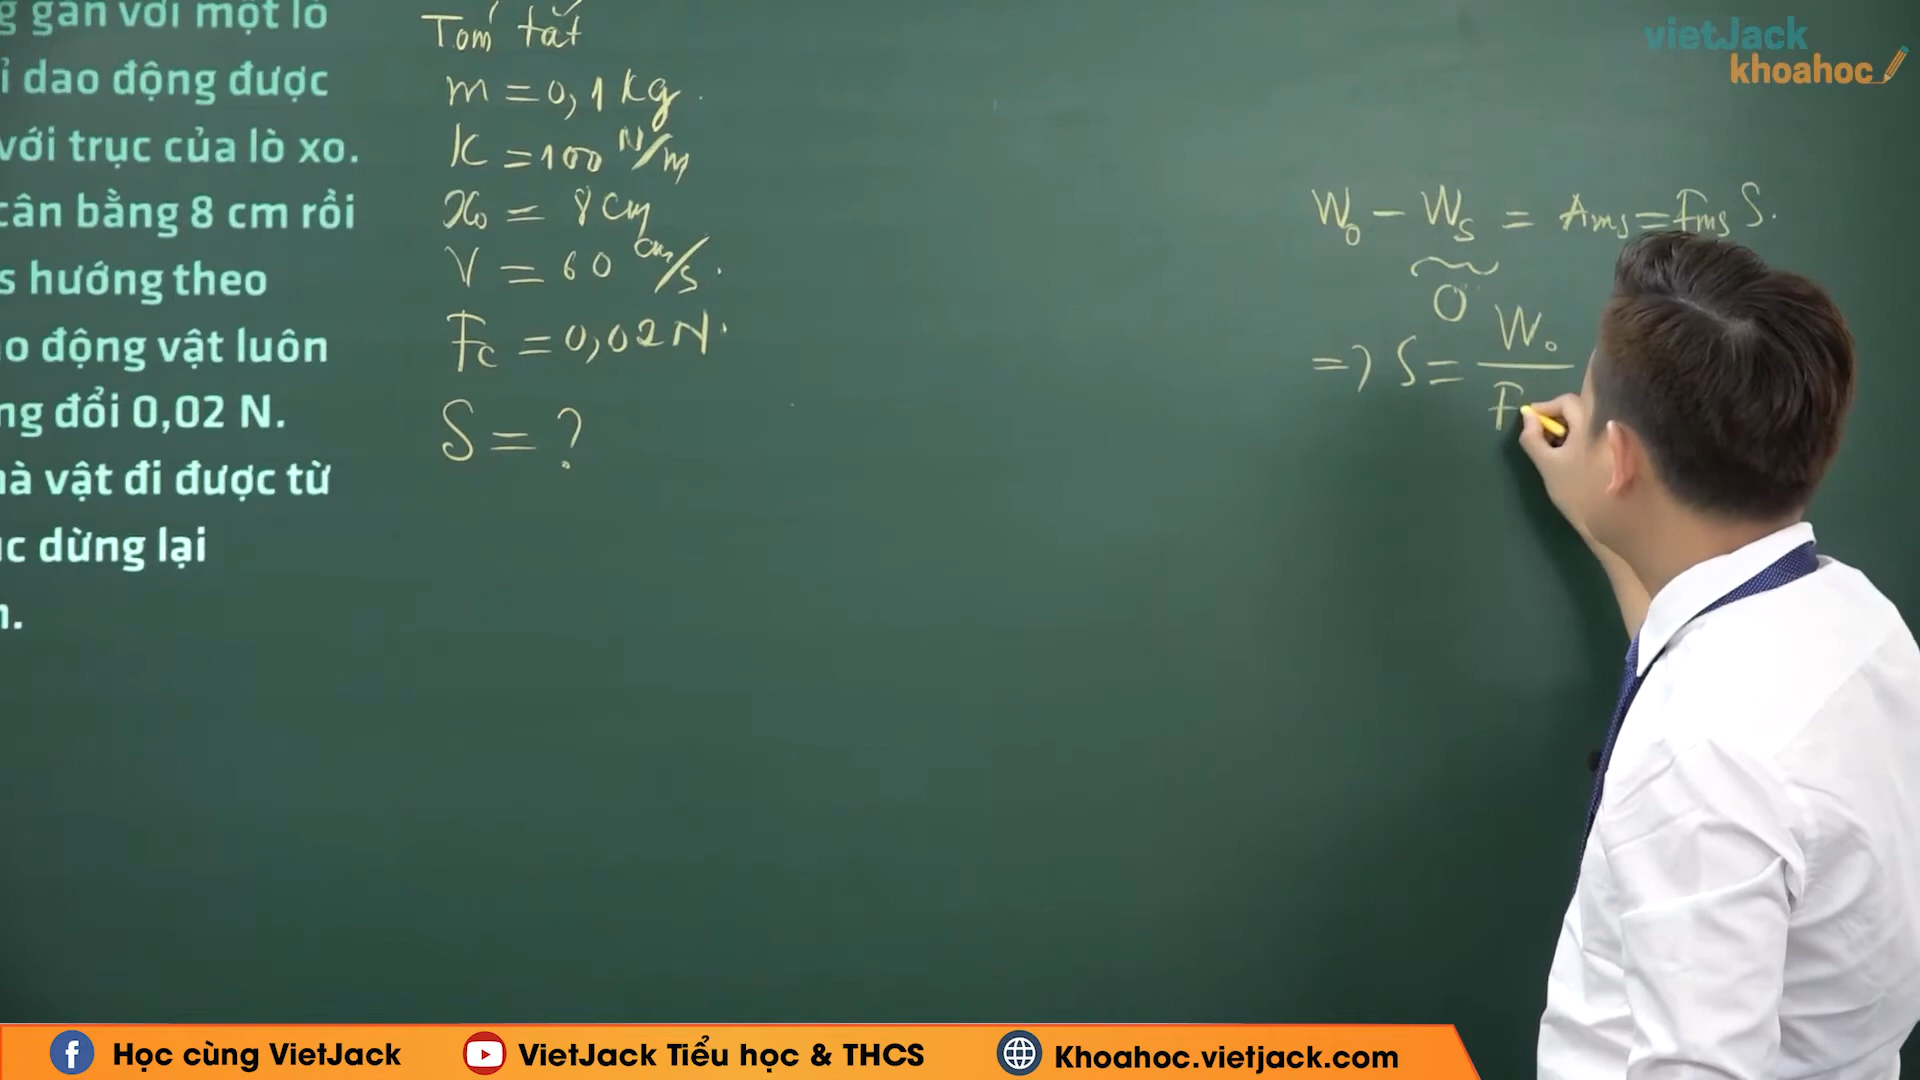 g gắn với một lò
ỉ dao động được
với trục của lò xo.
cân bằng 8 cm rồi
s hướng theo
ao động vật luôn
ng đổi 0,02 N.
hà vật đi được từ
úc dừng lại
n.
Tóm tắt
m = 0,1 kg.
K = 100 N/m
x₀ = 8 cm
V = 60 cm/s.
Fc = 0,02 N.
S = ?
W₀ - Ws = Ams = Fms S.
0
=> S = W₀ / F
vietJack
khoahoc
Học cùng VietJack
VietJack Tiểu học & THCS
Khoahoc.vietjack.com